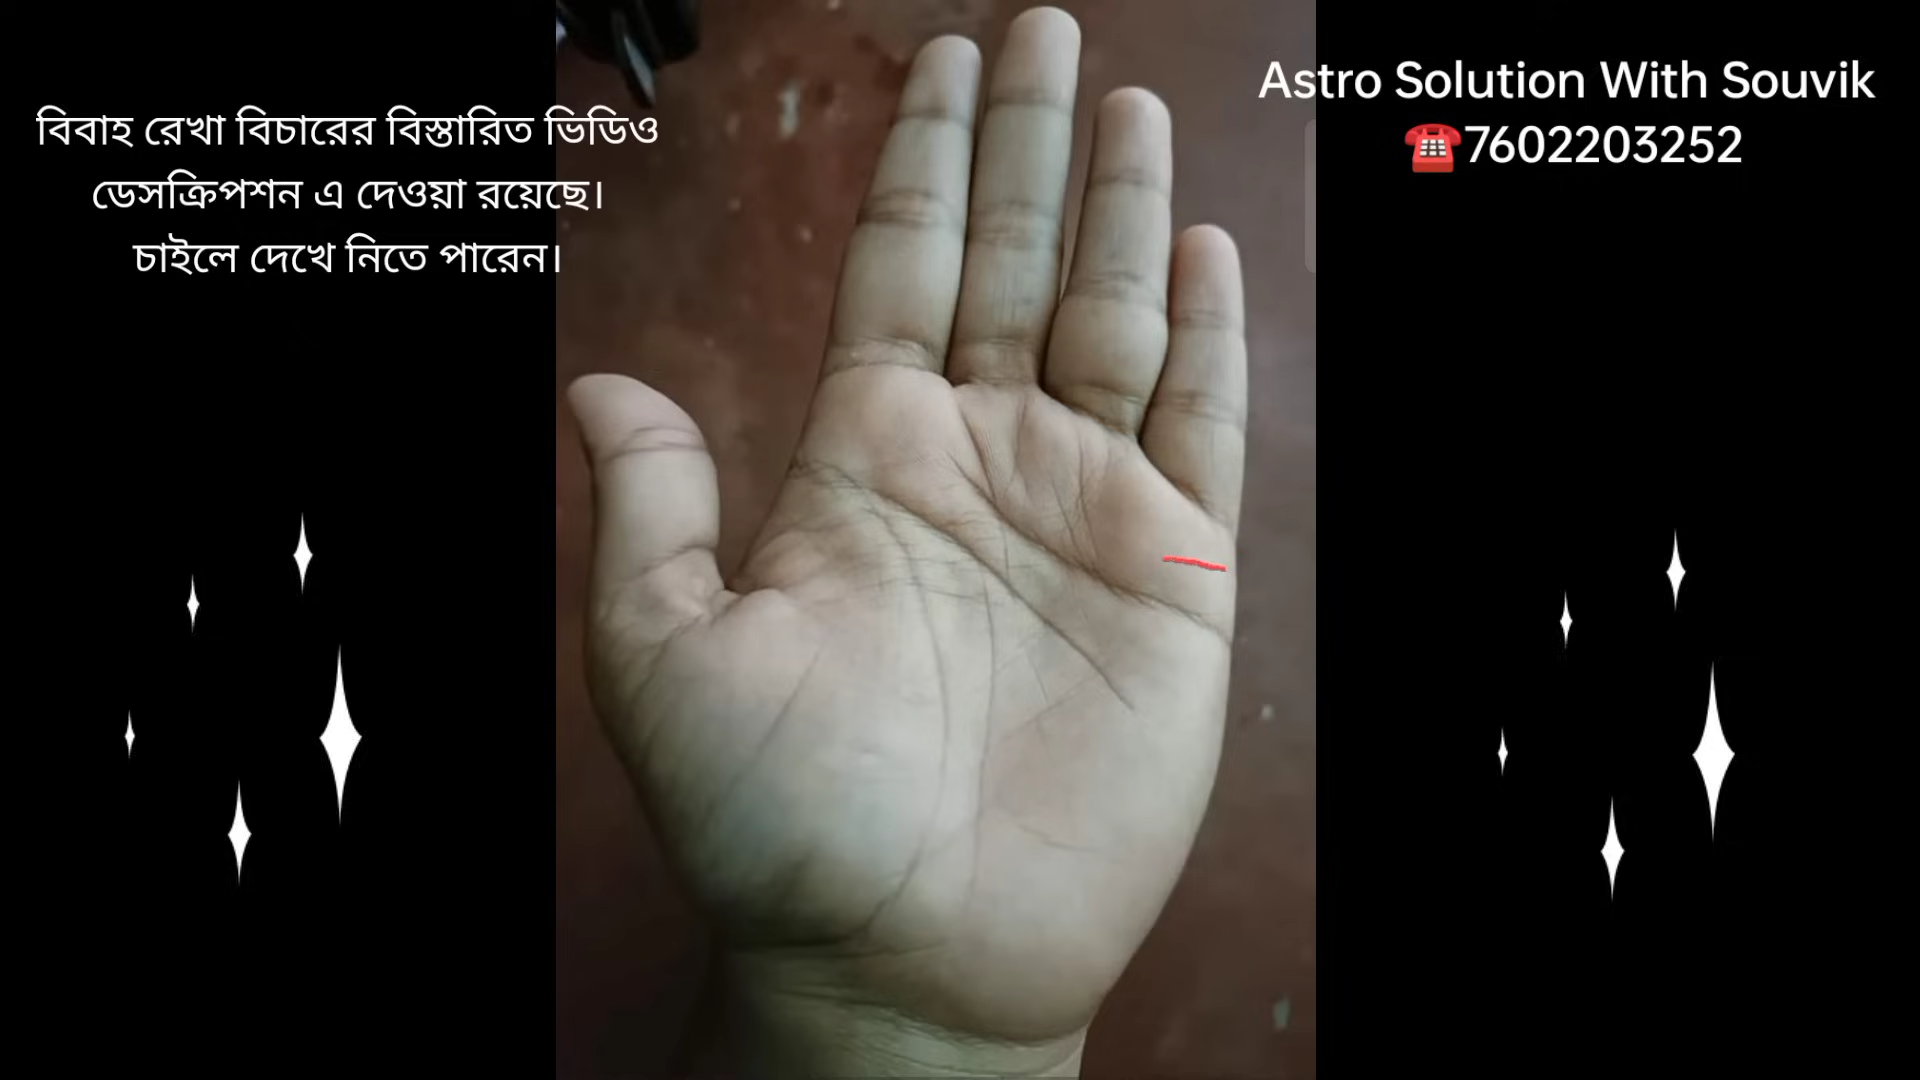 বিবাহ রেখা বিচারের বিস্তারিত ভিডিও
ডেসক্রিপশন এ দেওয়া রয়েছে।
চাইলে দেখে নিতে পারেন।
Astro Solution With Souvik
☎7602203252